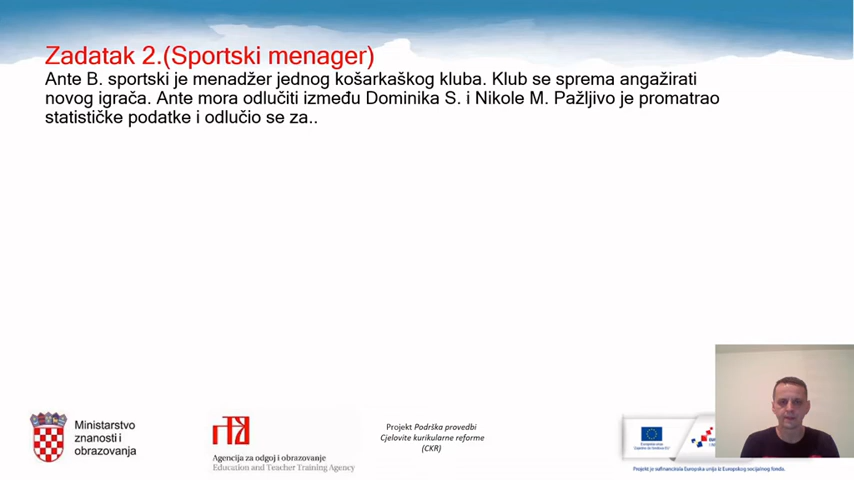 Zadatak 2.(Sportski menager)
Ante B. sportski je menadžer jednog košarkaškog kluba. Klub se sprema angažirati
novog igrača. Ante mora odlučiti između Dominika S. i Nikole M. Pažljivo je promatrao
statističke podatke i odlučio se za..
Ministarstvo
znanosti i
obrazovanja
Agencija za odgoj i obrazovanje
Education and Teacher Training Agency
Projekt Podrška provedbi
Cjelovite kurikularne reforme
(CKR)
Projekt je sufinancirala Europska unija iz Europskog socijalnog fonda.